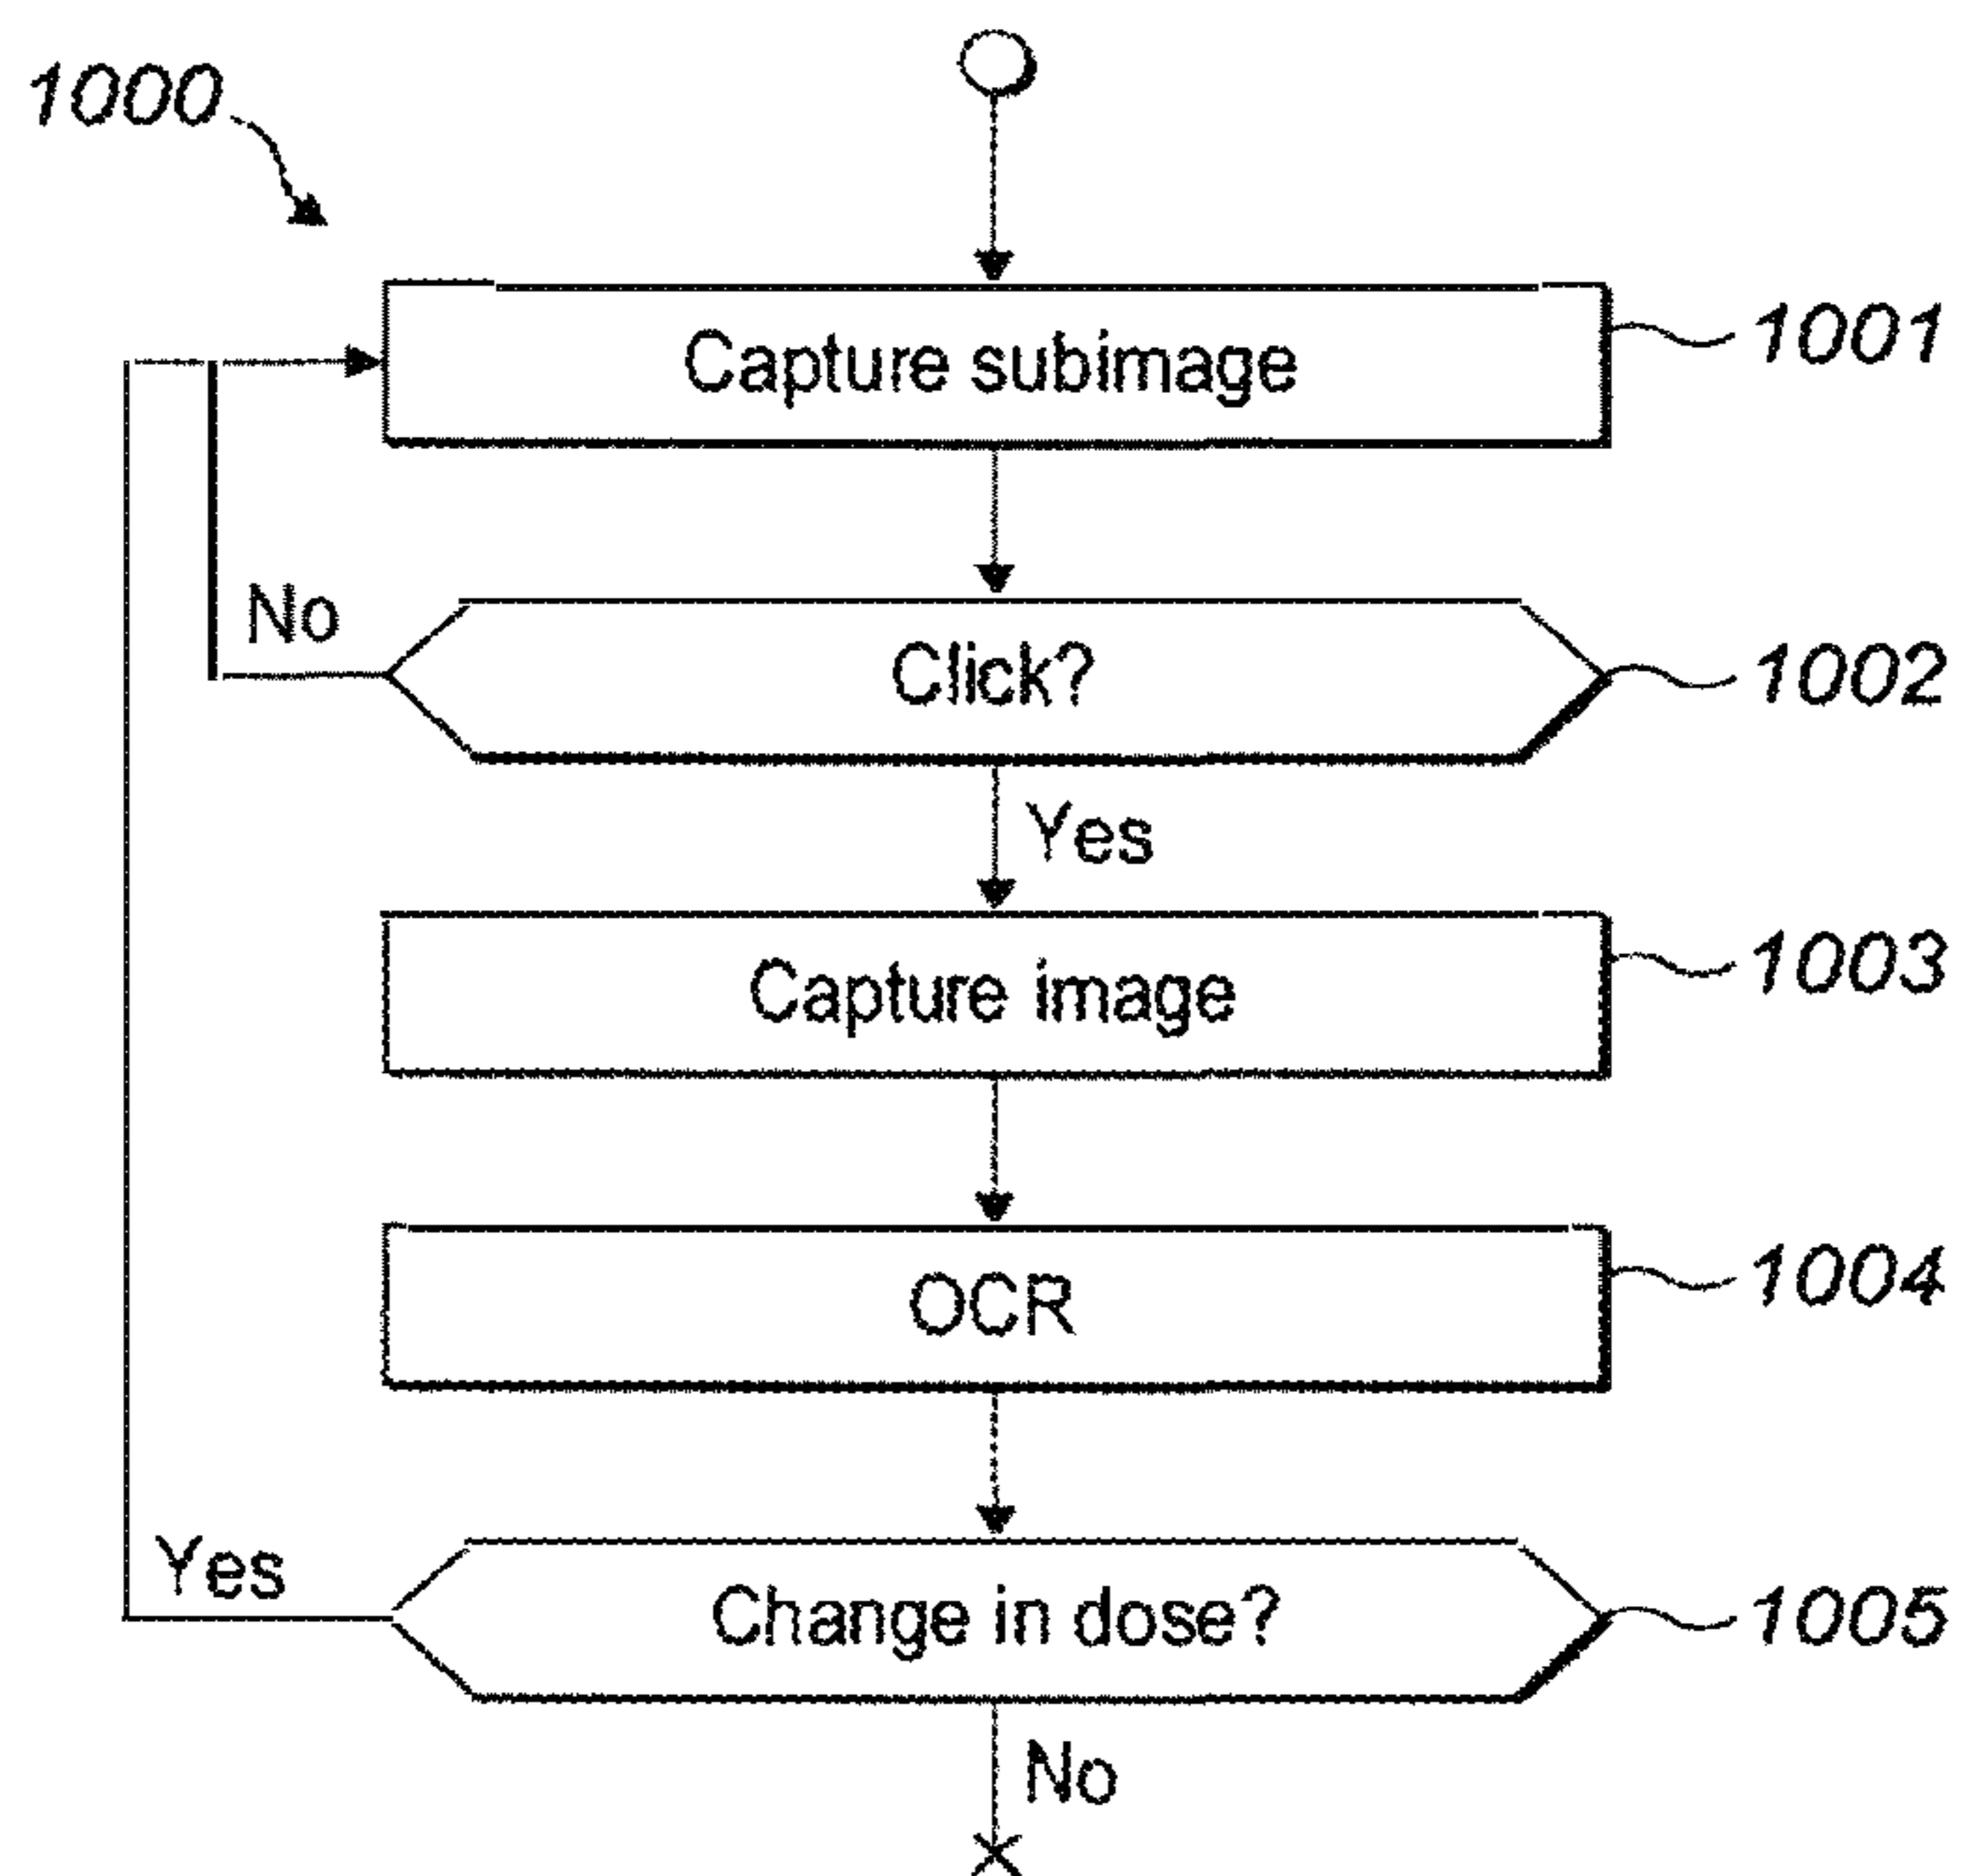 1000
Capture subimage
1001
No
Click?
1002
Yes
Capture image
1003
OCR
1004
Yes
Change in dose?
1005
No